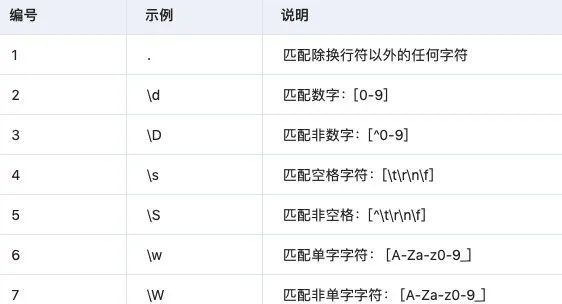 编号 示例 说明
1 . 匹配除换行符以外的任何字符
2 \d 匹配数字：[0-9]
3 \D 匹配非数字：[^0-9]
4 \s 匹配空格字符：[\t\r\n\f]
5 \S 匹配非空格：[^\t\r\n\f]
6 \w 匹配单字字符：[A-Za-z0-9_]
7 \W 匹配非单字字符：[A-Za-z0-9_]